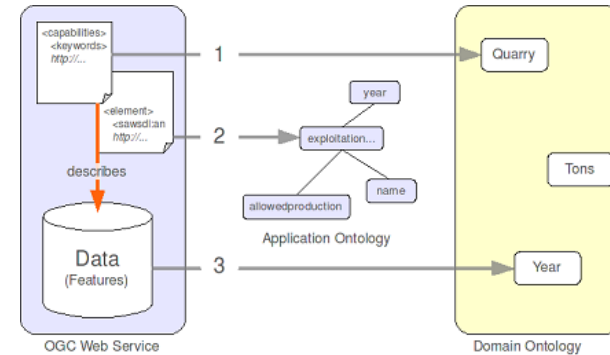 <capabilities>
<keywords>
http://...
1
Quarry
<element>
<sawsdl:an
http://...
2
year
exploitation...
describes
Tons
allowedproduction
name
Application Ontology
Data
(Features)
3
Year
OGC Web Service
Domain Ontology